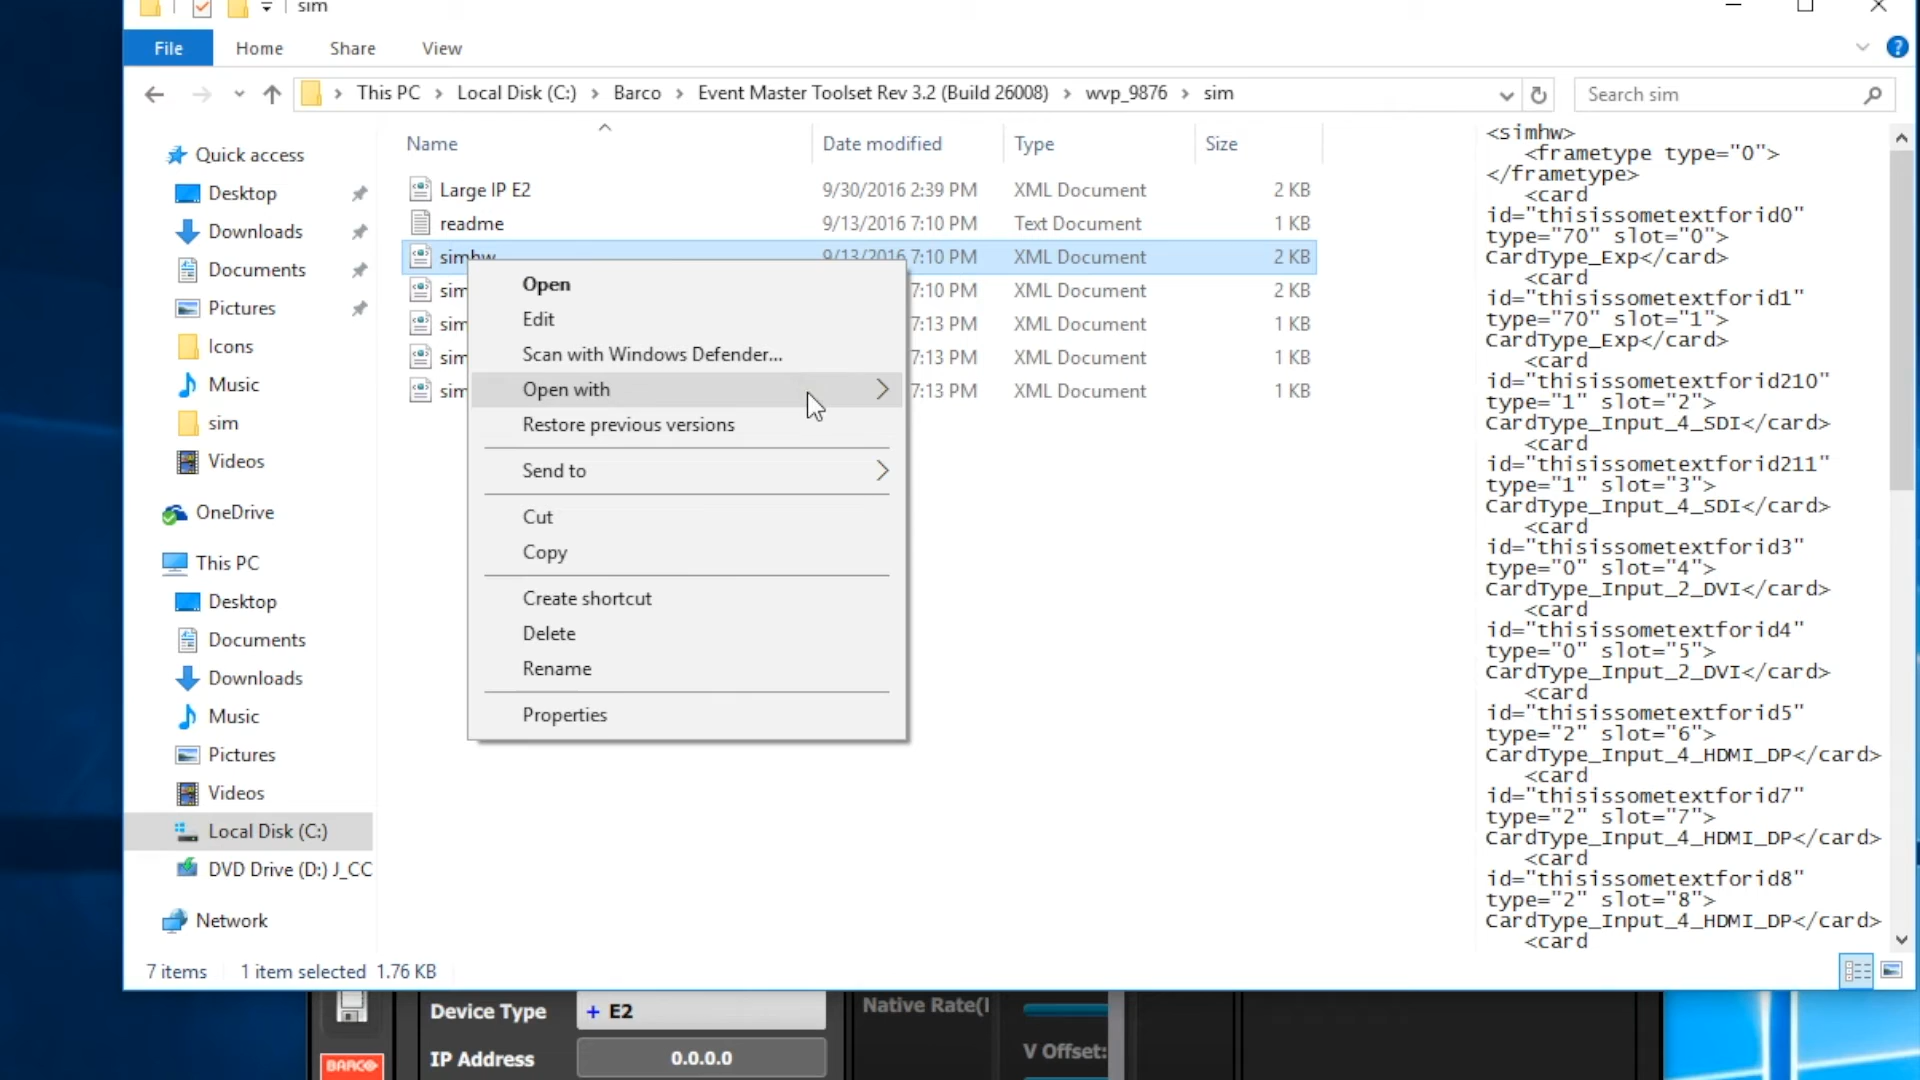 sim
File Home Share View
This PC > Local Disk (C:) > Barco > Event Master Toolset Rev 3.2 (Build 26008) > wvp_9876 > sim
Search sim
Quick access
Desktop
Downloads
Documents
Pictures
Icons
Music
sim
Videos
OneDrive
This PC
Desktop
Documents
Downloads
Music
Pictures
Videos
Local Disk (C:)
DVD Drive (D:) J_CC
Network
Name Date modified Type Size
Large IP E2 9/30/2016 2:39 PM XML Document 2 KB
readme 9/13/2016 7:10 PM Text Document 1 KB
simhw 9/13/2016 7:10 PM XML Document 2 KB
sim 7:10 PM XML Document 2 KB
sim 7:13 PM XML Document 1 KB
sim 7:13 PM XML Document 1 KB
sim 7:13 PM XML Document 1 KB
Open
Edit
Scan with Windows Defender...
Open with
Restore previous versions
Send to
Cut
Copy
Create shortcut
Delete
Rename
Properties
<simhw>
<frametype type="0">
</frametype>
<card
id="thisissometextforid0"
type="70" slot="0">
CardType_Exp</card>
<card
id="thisissometextforid1"
type="70" slot="1">
CardType_Exp</card>
<card
id="thisissometextforid210"
type="1" slot="2">
CardType_Input_4_SDI</card>
<card
id="thisissometextforid211"
type="1" slot="3">
CardType_Input_4_SDI</card>
<card
id="thisissometextforid3"
type="0" slot="4">
CardType_Input_2_DVI</card>
<card
id="thisissometextforid4"
type="0" slot="5">
CardType_Input_2_DVI</card>
<card
id="thisissometextforid5"
type="2" slot="6">
CardType_Input_4_HDMI_DP</card>
<card
id="thisissometextforid7"
type="2" slot="7">
CardType_Input_4_HDMI_DP</card>
<card
id="thisissometextforid8"
type="2" slot="8">
CardType_Input_4_HDMI_DP</card>
<card
7 items 1 item selected 1.76 KB
Device Type + E2
IP Address 0.0.0.0
BARCO
Native Rate(
V Offset: